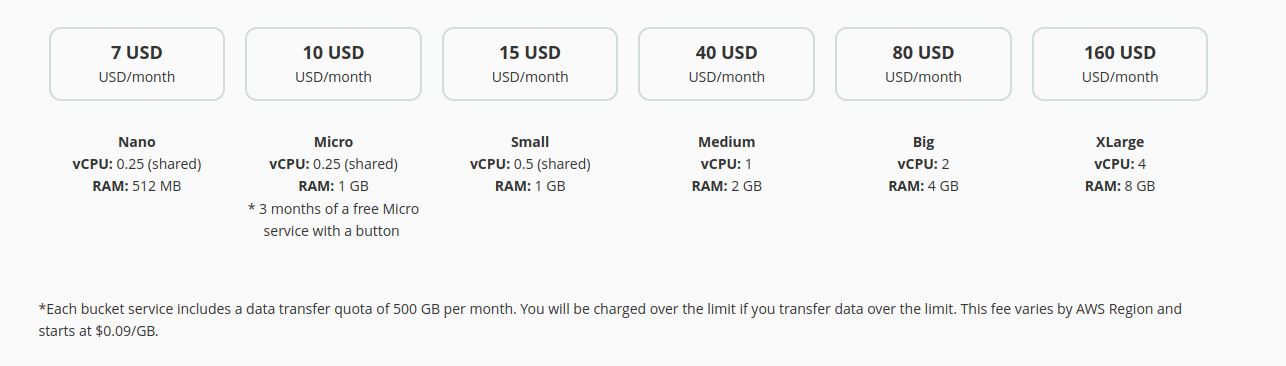 7 USD
USD/month
10 USD
USD/month
15 USD
USD/month
40 USD
USD/month
80 USD
USD/month
160 USD
USD/month
Nano
vCPU: 0.25 (shared)
RAM: 512 MB
Micro
vCPU: 0.25 (shared)
RAM: 1 GB
* 3 months of a free Micro
service with a button
Small
vCPU: 0.5 (shared)
RAM: 1 GB
Medium
vCPU: 1
RAM: 2 GB
Big
vCPU: 2
RAM: 4 GB
XLarge
vCPU: 4
RAM: 8 GB
*Each bucket service includes a data transfer quota of 500 GB per month. You will be charged over the limit if you transfer data over the limit. This fee varies by AWS Region and
starts at $0.09/GB.